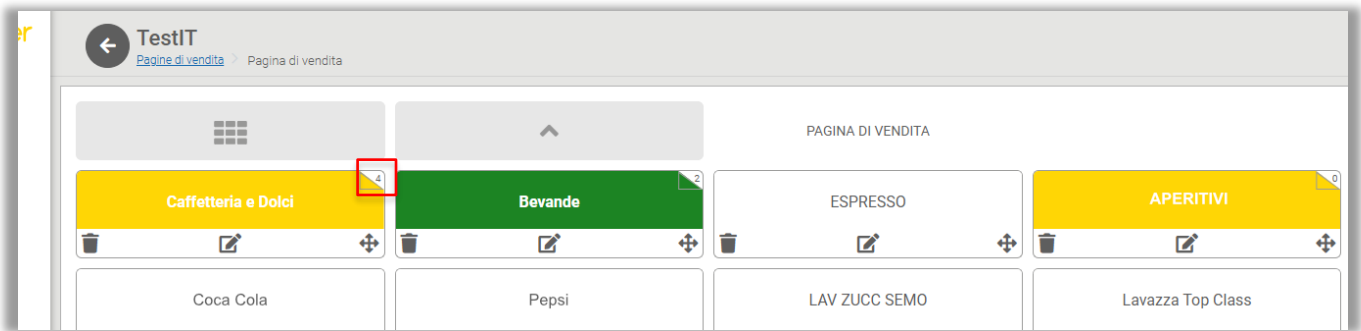 er
TestIT
Pagine di vendita > Pagina di vendita
PAGINA DI VENDITA
4
2
0
Caffetteria e Dolci
Bevande
ESPRESSO
APERITIVI
Coca Cola
Pepsi
LAV ZUCC SEMO
Lavazza Top Class